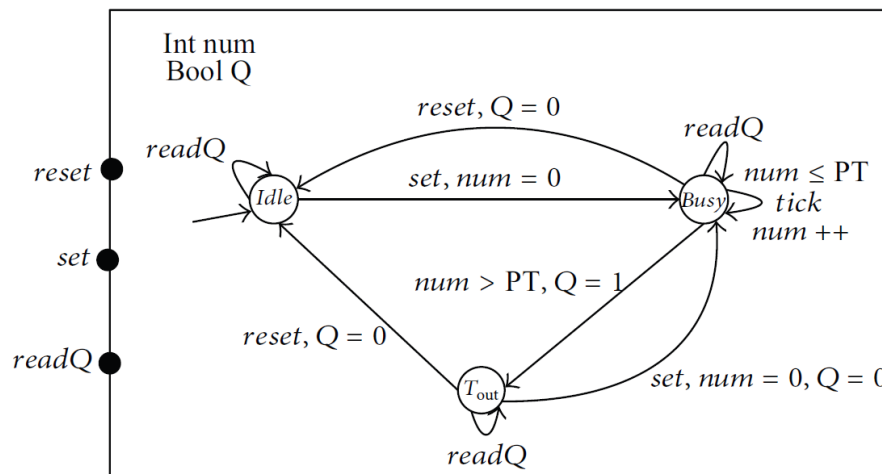 Int num
Bool Q
reset, Q = 0
readQ
readQ
reset
num ≤ PT
set, num = 0
Idle
Busy
tick
num ++
set
num > PT, Q = 1
reset, Q = 0
readQ
set, num = 0, Q = 0
Tout
readQ